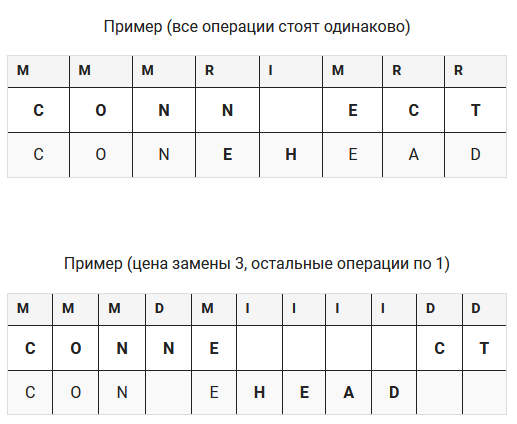 Пример (все операции стоят одинаково)
M M M R I M R R
C O N N E C T
C O N E H E A D
Пример (цена замены 3, остальные операции по 1)
M M M D M I I I I D D
C O N N E C T
C O N E H E A D